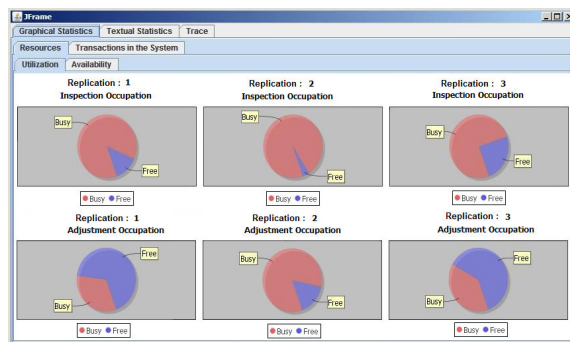 JFrame
Graphical Statistics Textual Statistics Trace
Resources Transactions in the System
Utilization Availability
Replication : 1
Inspection Occupation
Busy
Free
Busy Free
Replication : 2
Inspection Occupation
Busy
Free
Busy Free
Replication : 3
Inspection Occupation
Busy
Free
Busy Free
Replication : 1
Adjustment Occupation
Free
Busy
Busy Free
Replication : 2
Adjustment Occupation
Busy
Free
Busy Free
Replication : 3
Adjustment Occupation
Free
Busy
Busy Free